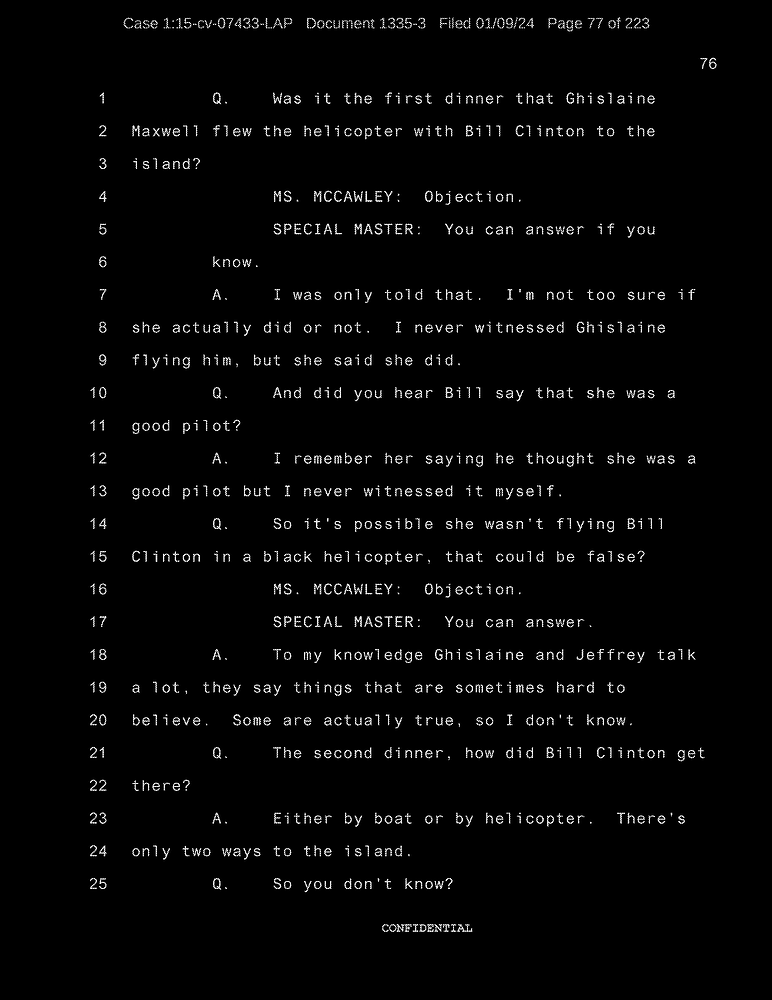 Case 1:15-cv-07433-LAP Document 1335-3 Filed 01/09/24 Page 77 of 223
76
1 Q. Was it the first dinner that Ghislaine
2 Maxwell flew the helicopter with Bill Clinton to the
3 island?
4 MS. MCCAWLEY: Objection.
5 SPECIAL MASTER: You can answer if you
6 know.
7 A. I was only told that. I'm not too sure if
8 she actually did or not. I never witnessed Ghislaine
9 flying him, but she said she did.
10 Q. And did you hear Bill say that she was a
11 good pilot?
12 A. I remember her saying he thought she was a
13 good pilot but I never witnessed it myself.
14 Q. So it's possible she wasn't flying Bill
15 Clinton in a black helicopter, that could be false?
16 MS. MCCAWLEY: Objection.
17 SPECIAL MASTER: You can answer.
18 A. To my knowledge Ghislaine and Jeffrey talk
19 a lot, they say things that are sometimes hard to
20 believe. Some are actually true, so I don't know.
21 Q. The second dinner, how did Bill Clinton get
22 there?
23 A. Either by boat or by helicopter. There's
24 only two ways to the island.
25 Q. So you don't know?
CONFIDENTIAL